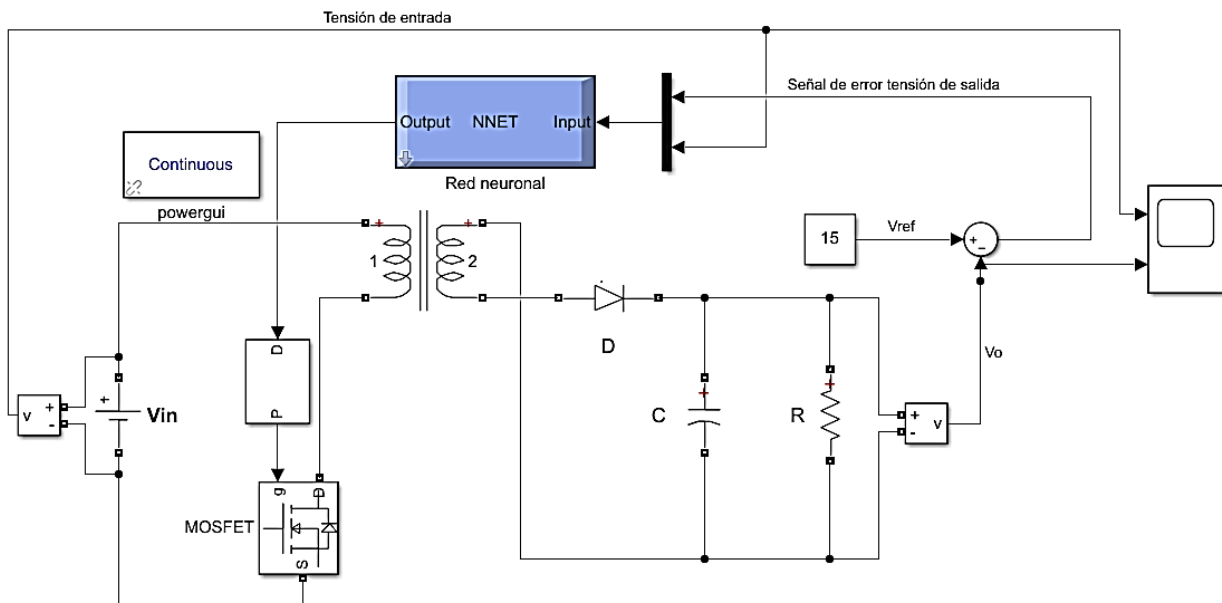 Tensión de entrada
Señal de error tensión de salida
Output NNET Input
Red neuronal
Continuous
powergui
1
2
15
Vref
+
-
D
P
D
C
R
Vo
v
+
-
+
Vin
+
-
v
MOSFET
g
D
S